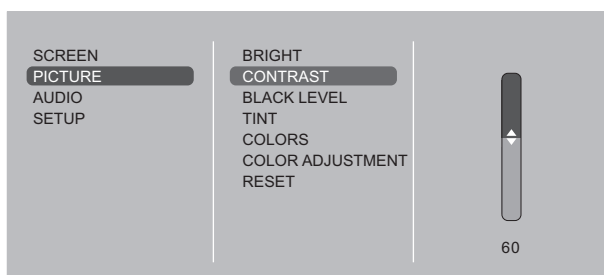 SCREEN
PICTURE
AUDIO
SETUP
BRIGHT
CONTRAST
BLACK LEVEL
TINT
COLORS
COLOR ADJUSTMENT
RESET
60